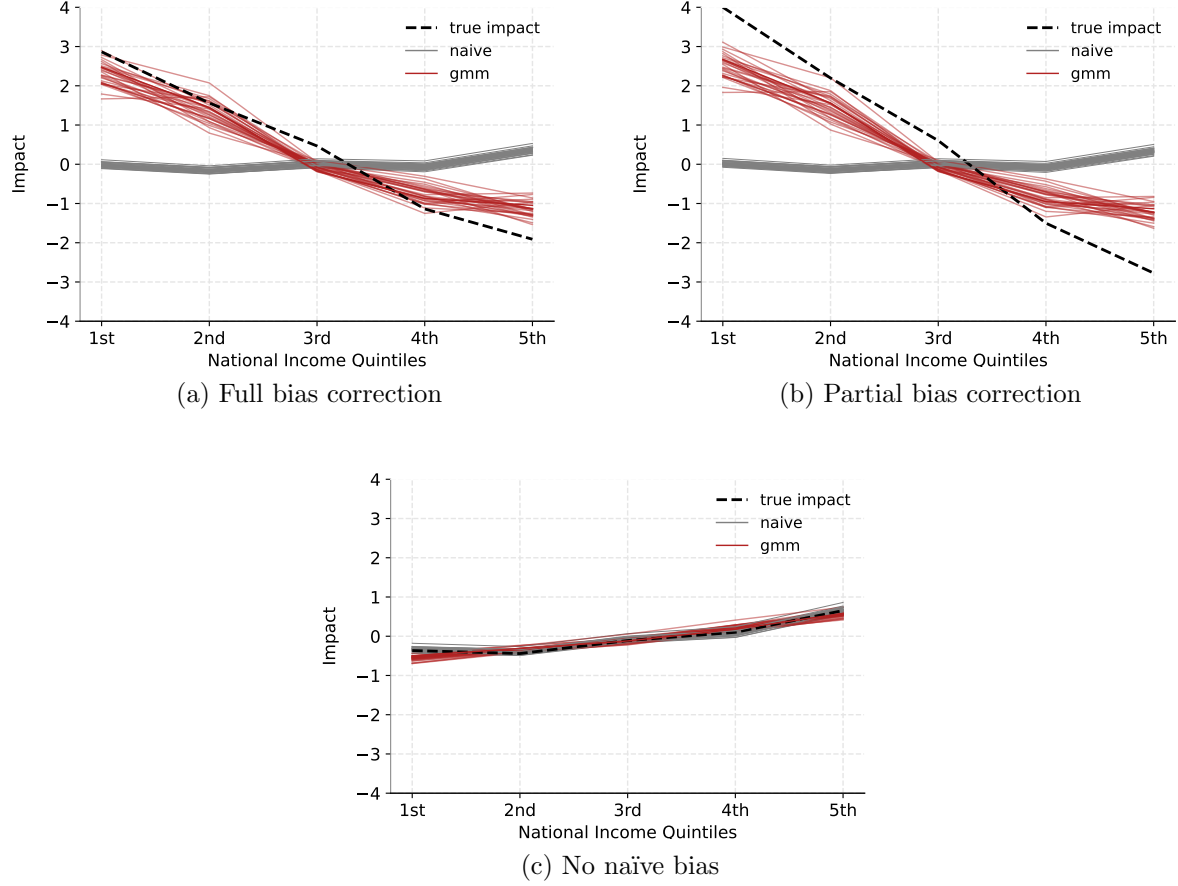 4
3
2
1
0
−1
−2
−3
−4
Impact
true impact
naive
gmm
1st 2nd 3rd 4th 5th
National Income Quintiles
(a) Full bias correction
4
3
2
1
0
−1
−2
−3
−4
Impact
true impact
naive
gmm
1st 2nd 3rd 4th 5th
National Income Quintiles
(b) Partial bias correction
4
3
2
1
0
−1
−2
−3
−4
Impact
true impact
naive
gmm
1st 2nd 3rd 4th 5th
National Income Quintiles
(c) No naïve bias